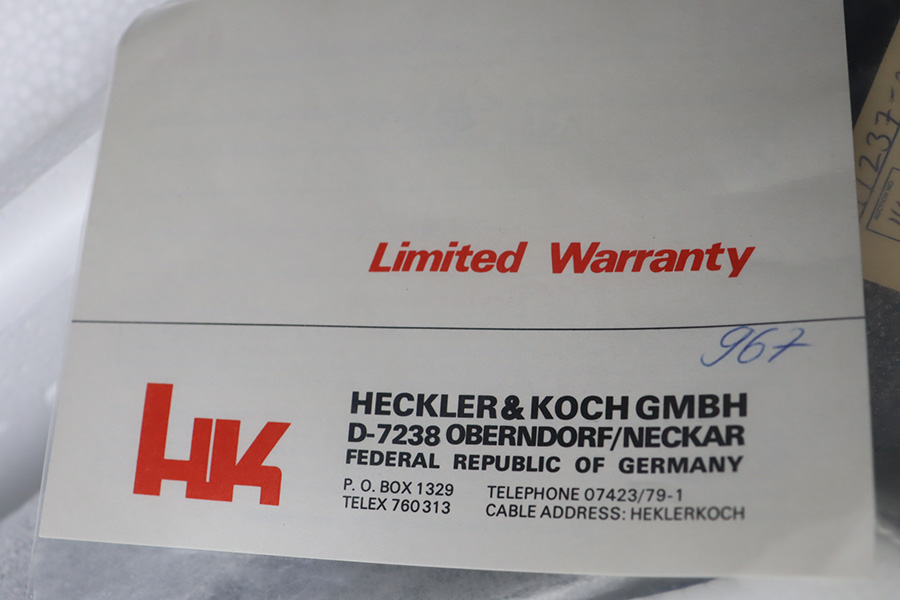 1237
Limited Warranty
967
HK
HECKLER & KOCH GMBH
D-7238 OBERNDORF/NECKAR
FEDERAL REPUBLIC OF GERMANY
P. O. BOX 1329 TELEPHONE 07423/79-1
TELEX 760313 CABLE ADDRESS: HEKLERKOCH